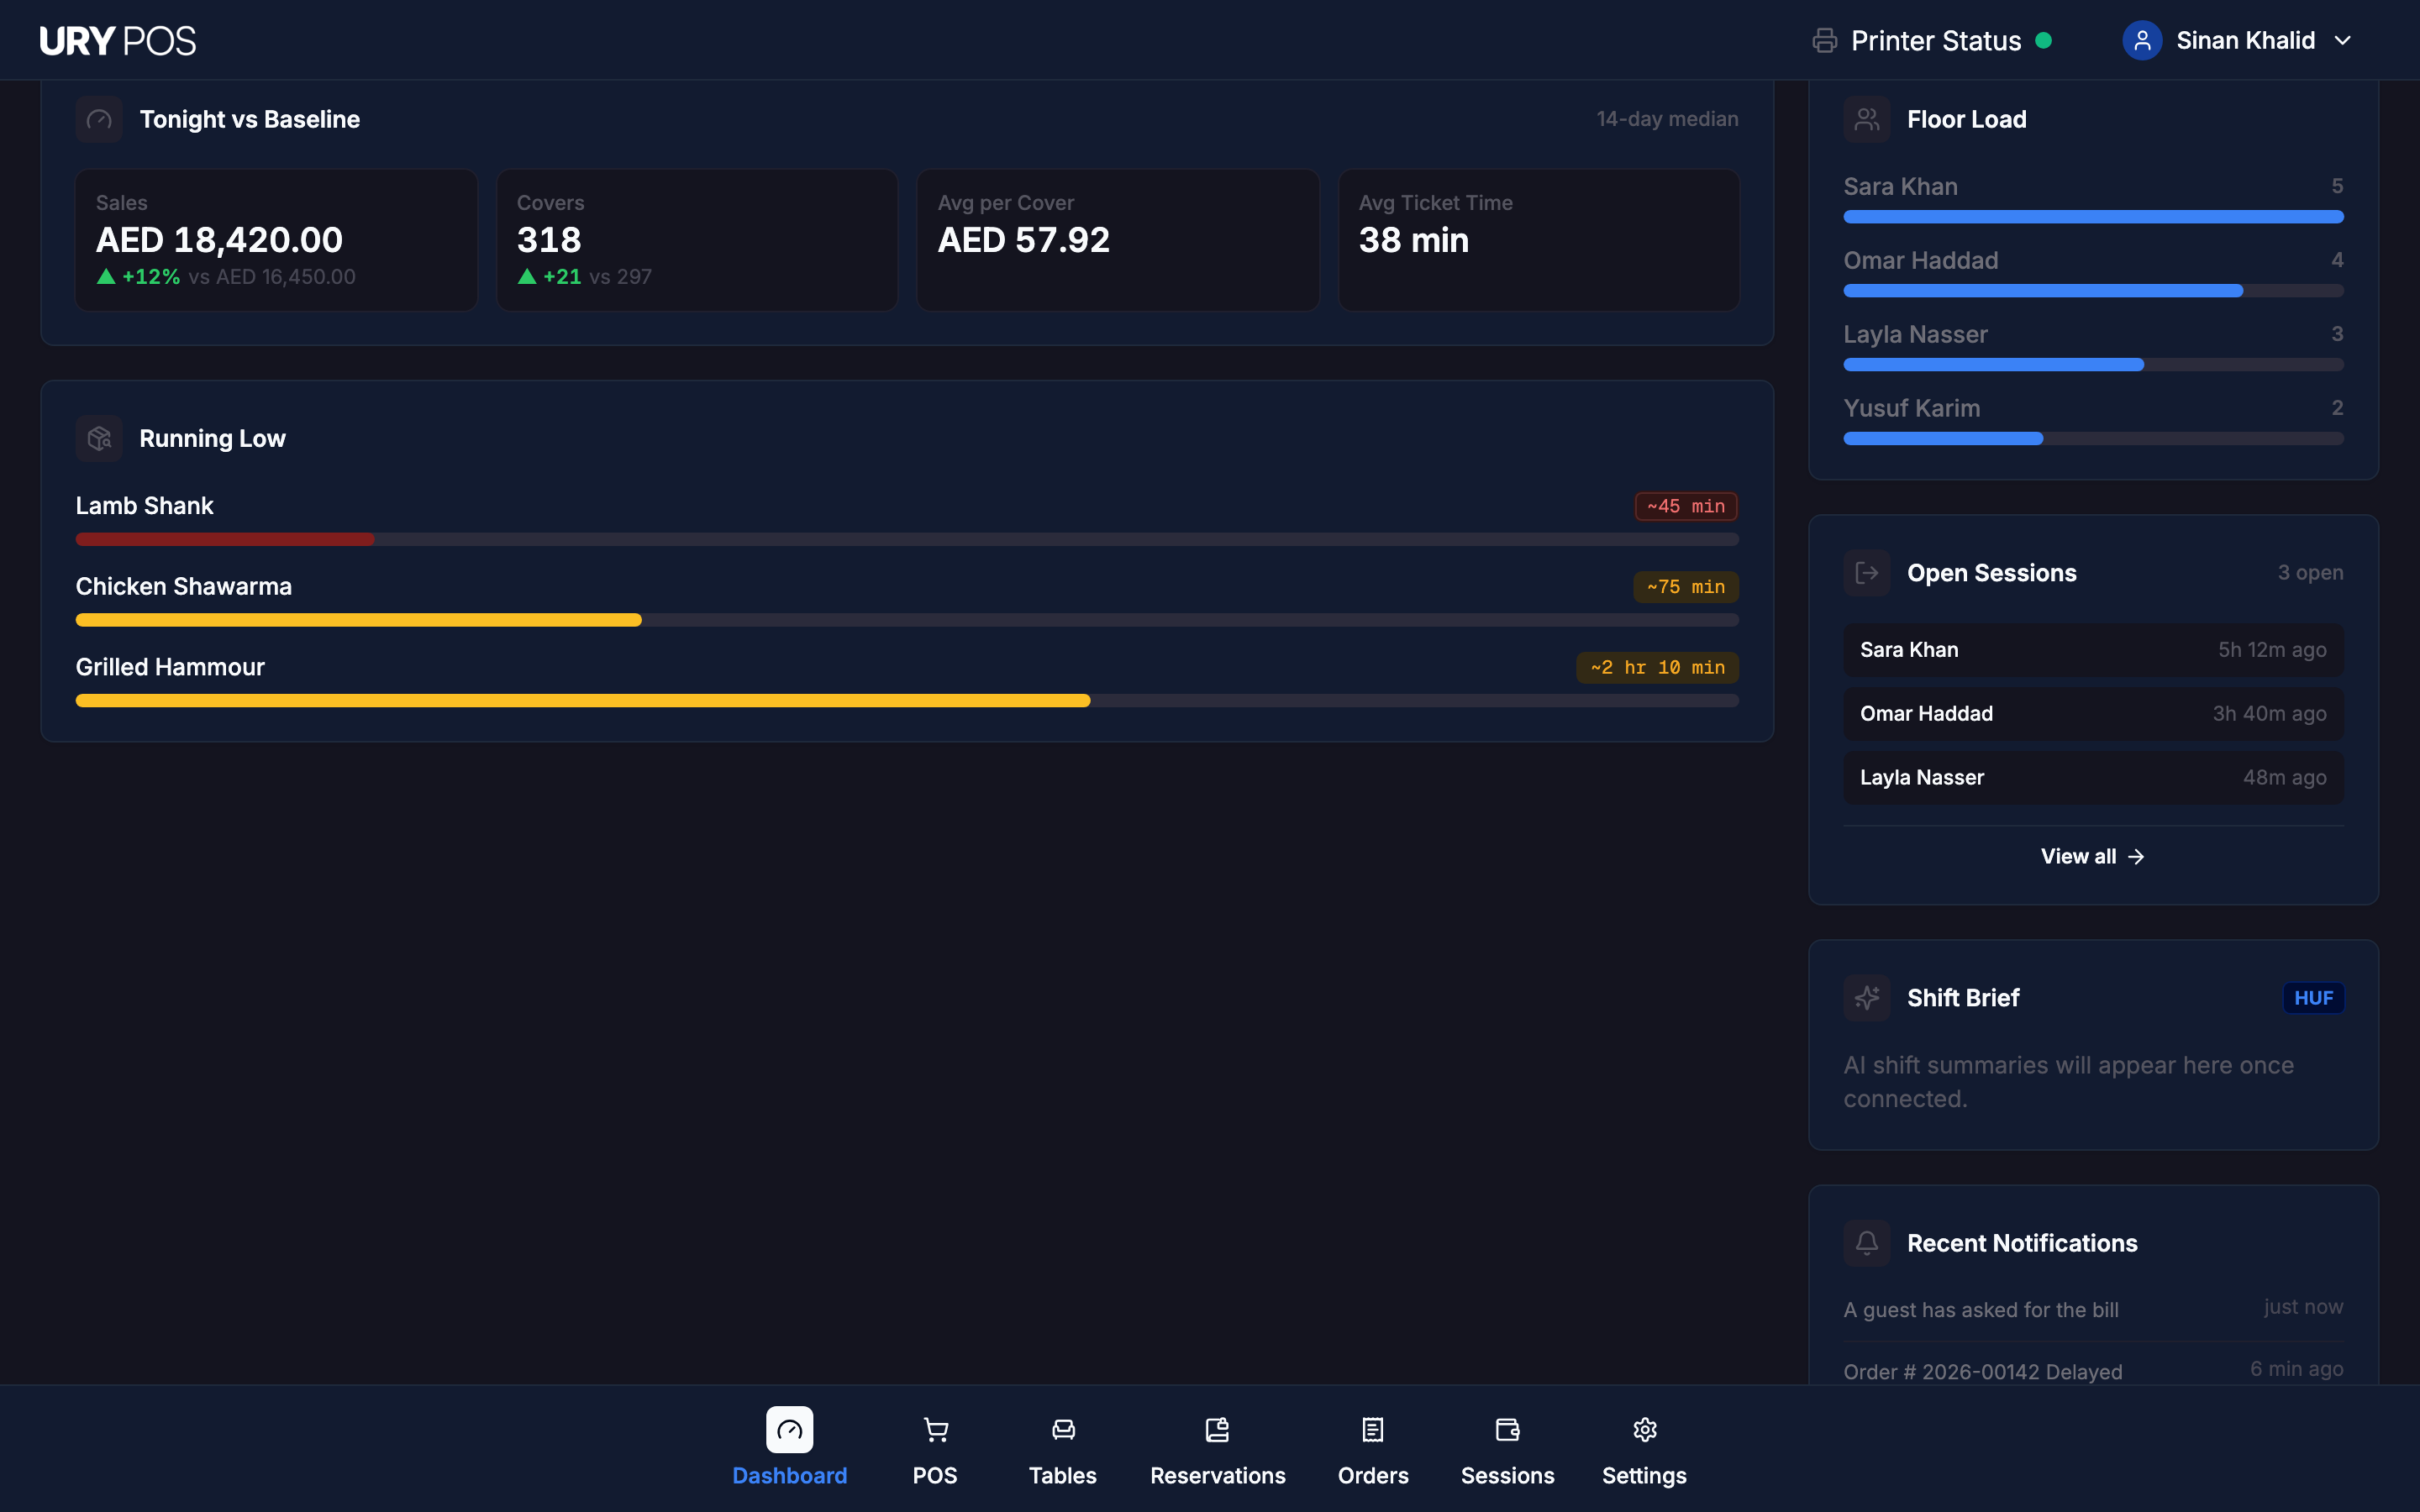 URY POS
Printer Status
Sinan Khalid
Tonight vs Baseline
14-day median
Sales
AED 18,420.00
+12% vs AED 16,450.00
Covers
318
+21 vs 297
Avg per Cover
AED 57.92
Avg Ticket Time
38 min
Running Low
Lamb Shank
~45 min
Chicken Shawarma
~75 min
Grilled Hammour
~2 hr 10 min
Floor Load
Sara Khan
5
Omar Haddad
4
Layla Nasser
3
Yusuf Karim
2
Open Sessions
3 open
Sara Khan
5h 12m ago
Omar Haddad
3h 40m ago
Layla Nasser
48m ago
View all
Shift Brief
HUF
AI shift summaries will appear here once
connected.
Recent Notifications
A guest has asked for the bill
just now
Order # 2026-00142 Delayed
6 min ago
Dashboard
POS
Tables
Reservations
Orders
Sessions
Settings